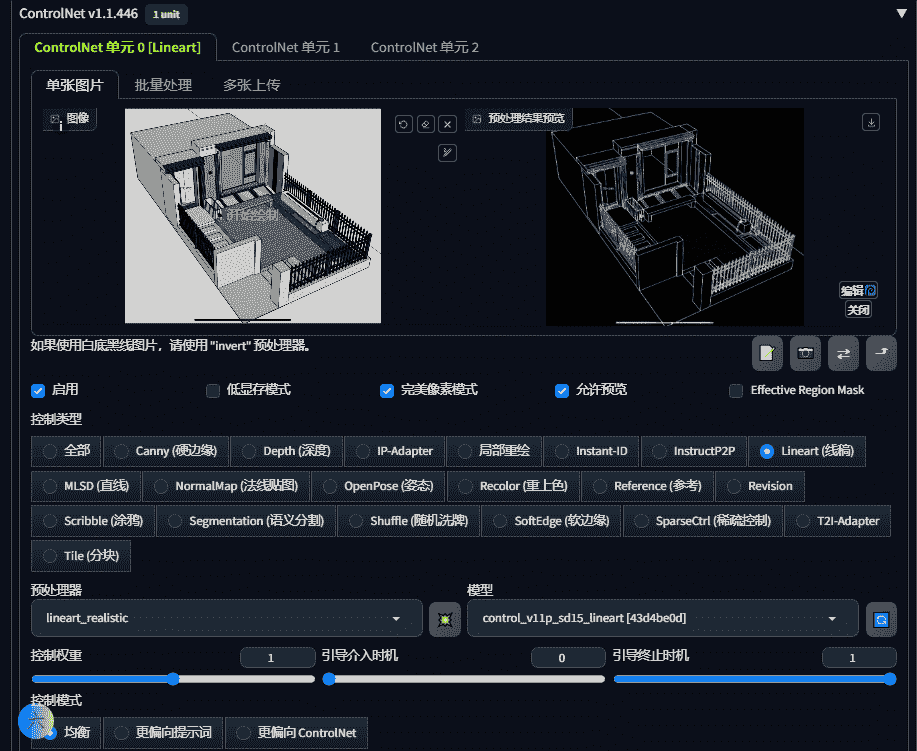 ControlNet v1.1.446 1 unit
ControlNet 单元 0 [Lineart] ControlNet 单元 1 ControlNet 单元 2
单张图片 批量处理 多张上传
图像 预处理结果预览
开始绘制
编辑
关闭
如果使用白底黑线图片，请使用 "invert" 预处理器。
启用 低显存模式 完美像素模式 允许预览 Effective Region Mask
控制类型
全部 Canny (硬边缘) Depth (深度) IP-Adapter 局部重绘 Instant-ID InstructP2P Lineart (线稿)
MLSD (直线) NormalMap (法线贴图) OpenPose (姿态) Recolor (重上色) Reference (参考) Revision
Scribble (涂鸦) Segmentation (语义分割) Shuffle (随机洗牌) SoftEdge (软边缘) SparseCtrl (稀疏控制) T2I-Adapter
Tile (分块)
预处理器 模型
lineart_realistic control_v11p_sd15_lineart [43d4be0d]
控制权重 1 引导介入时机 0 引导终止时机 1
控制模式
均衡 更偏向提示词 更偏向 ControlNet